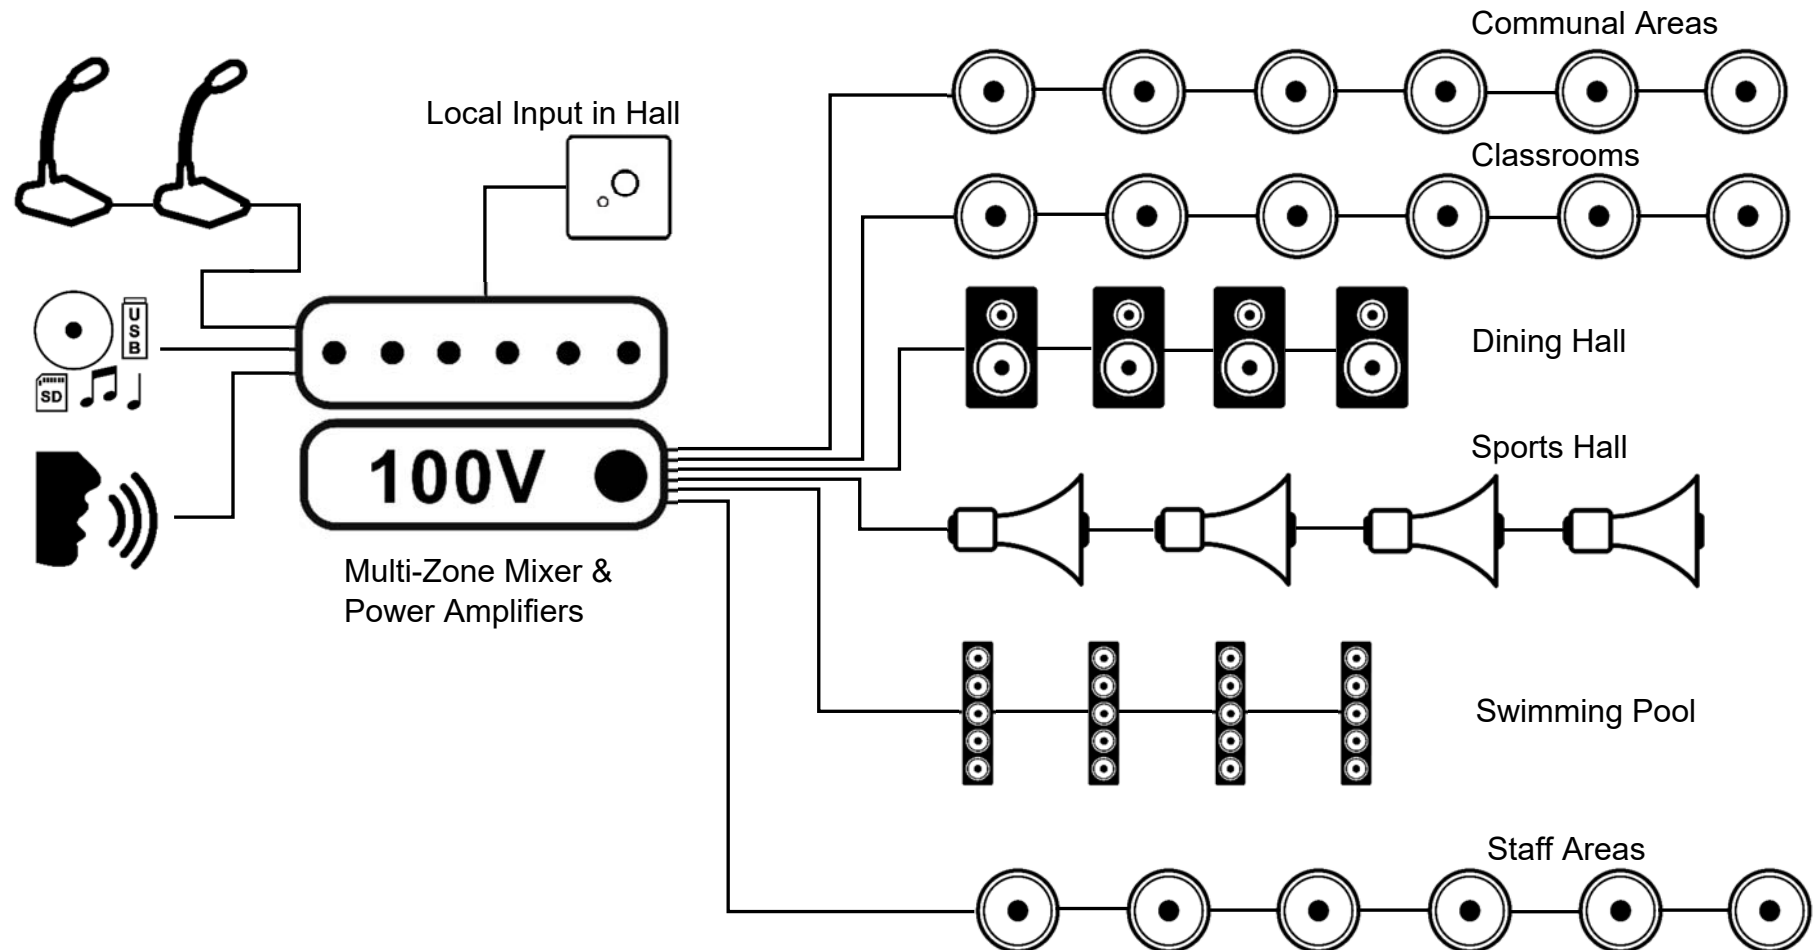 Communal Areas
Local Input in Hall
Classrooms
USB
SD
Dining Hall
100V
Sports Hall
Multi-Zone Mixer &
Power Amplifiers
Swimming Pool
Staff Areas